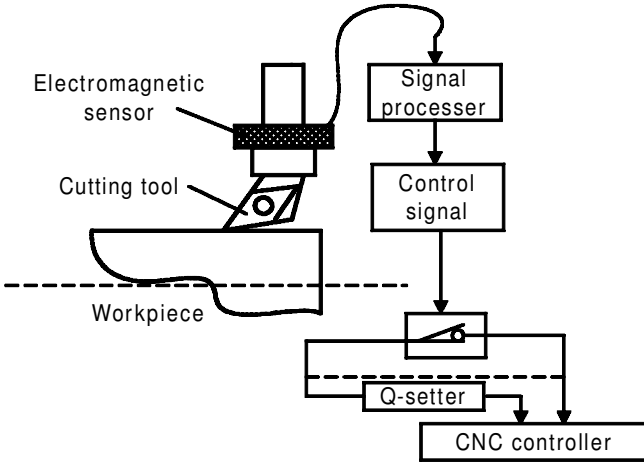 Electromagnetic
sensor
Signal
processer
Cutting tool
Control
signal
Workpiece
Q-setter
CNC controller